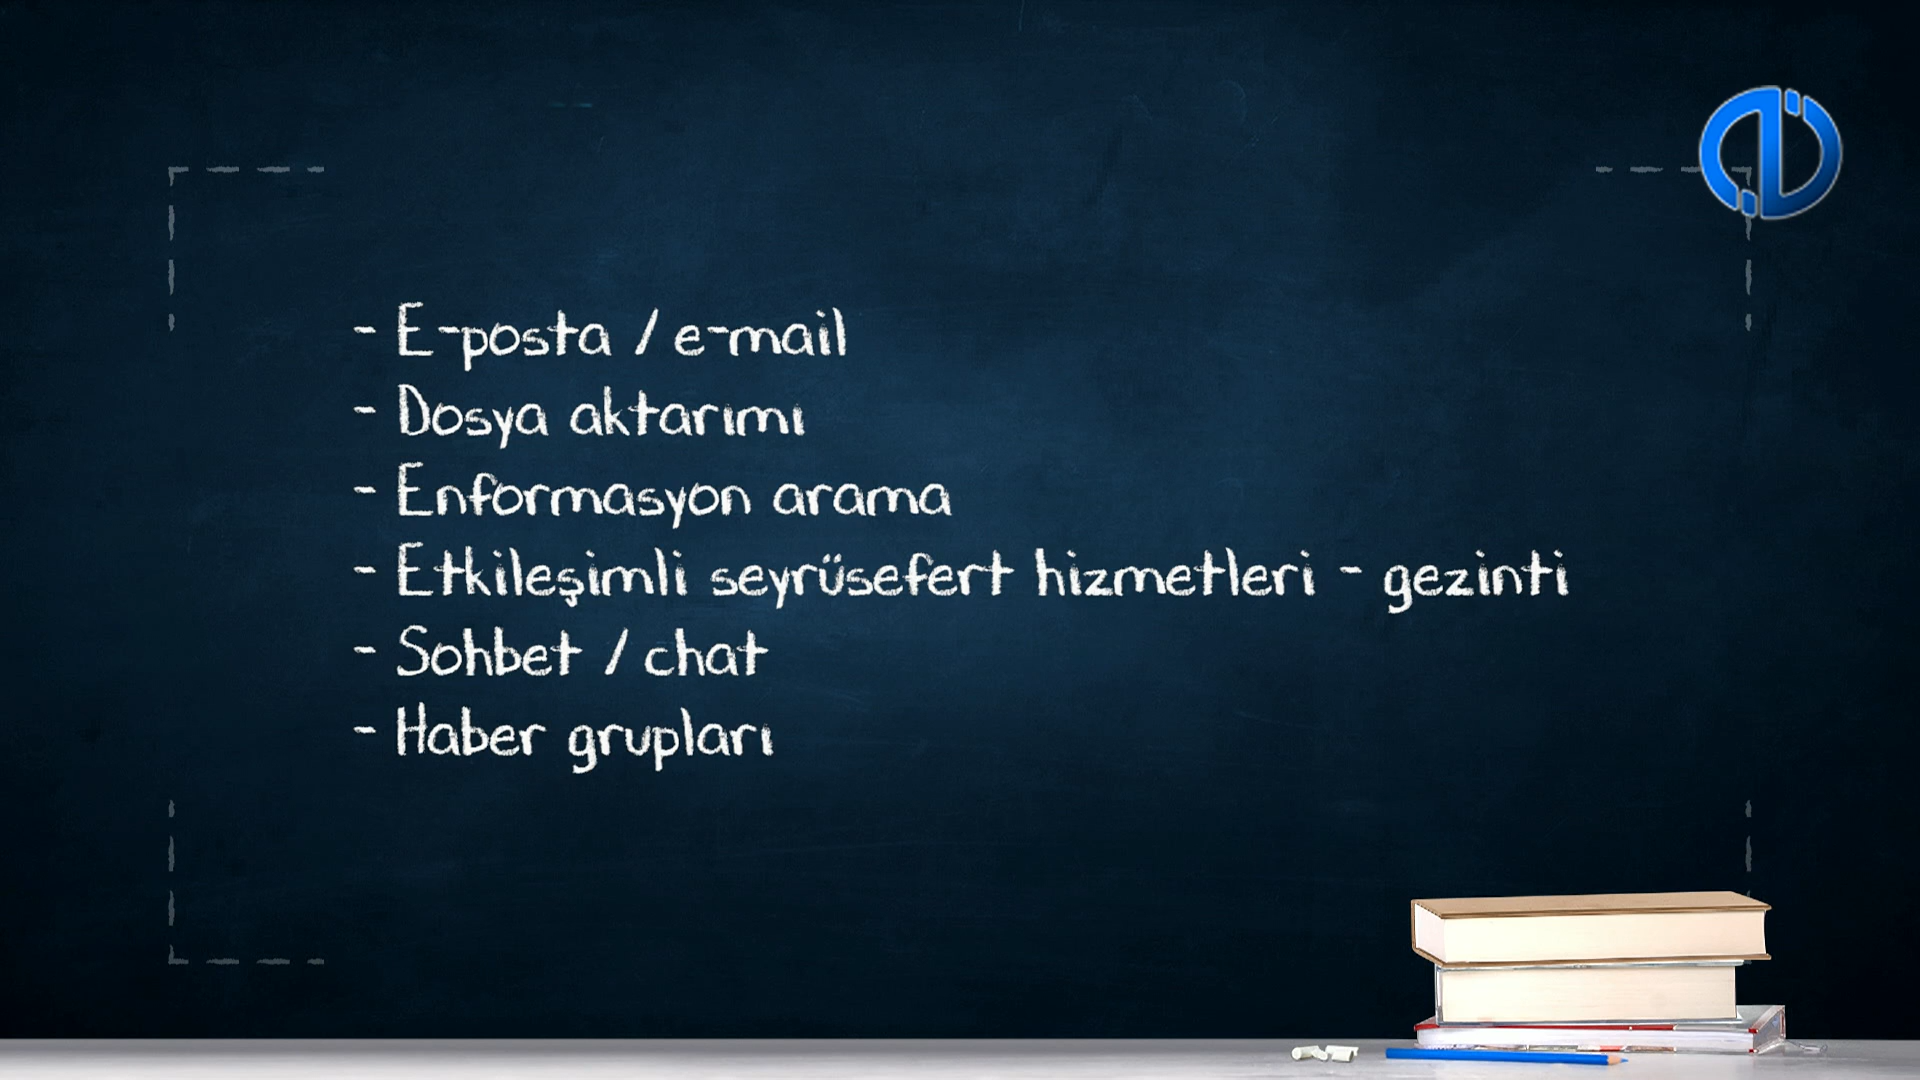 - E-posta / e-mail
- Dosya aktarımı
- Enformasyon arama
- Etkileşimli seyrüsefert hizmetleri - gezinti
- Sohbet / chat
- Haber grupları